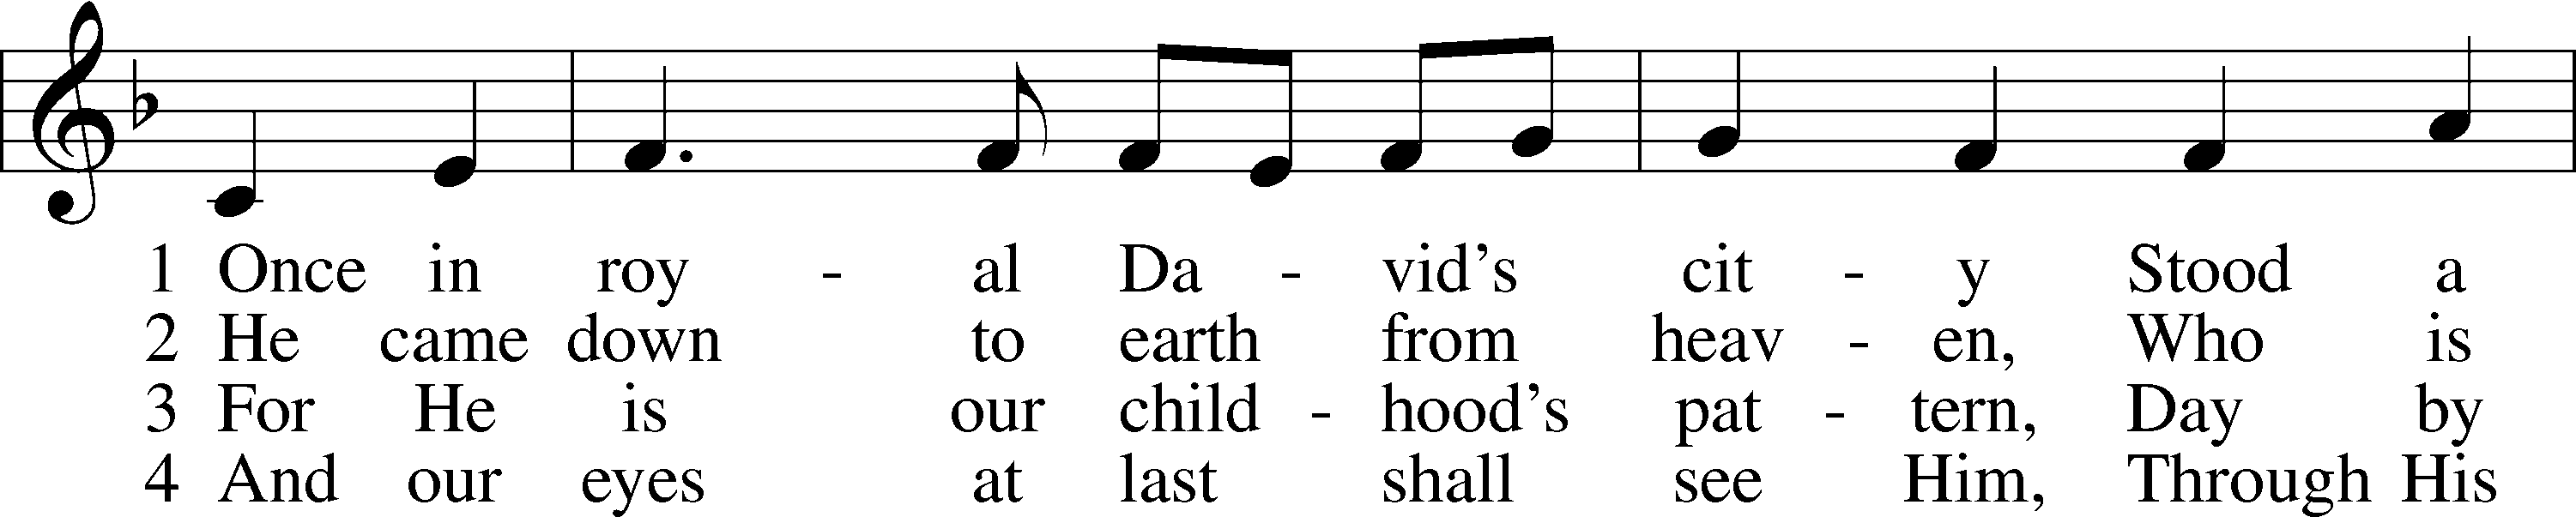 1 Once in roy - al Da - vid's cit - y Stood a
2 He came down to earth from heav - en, Who is
3 For He is our child - hood's pat - tern, Day by
4 And our eyes at last shall see Him, Through His